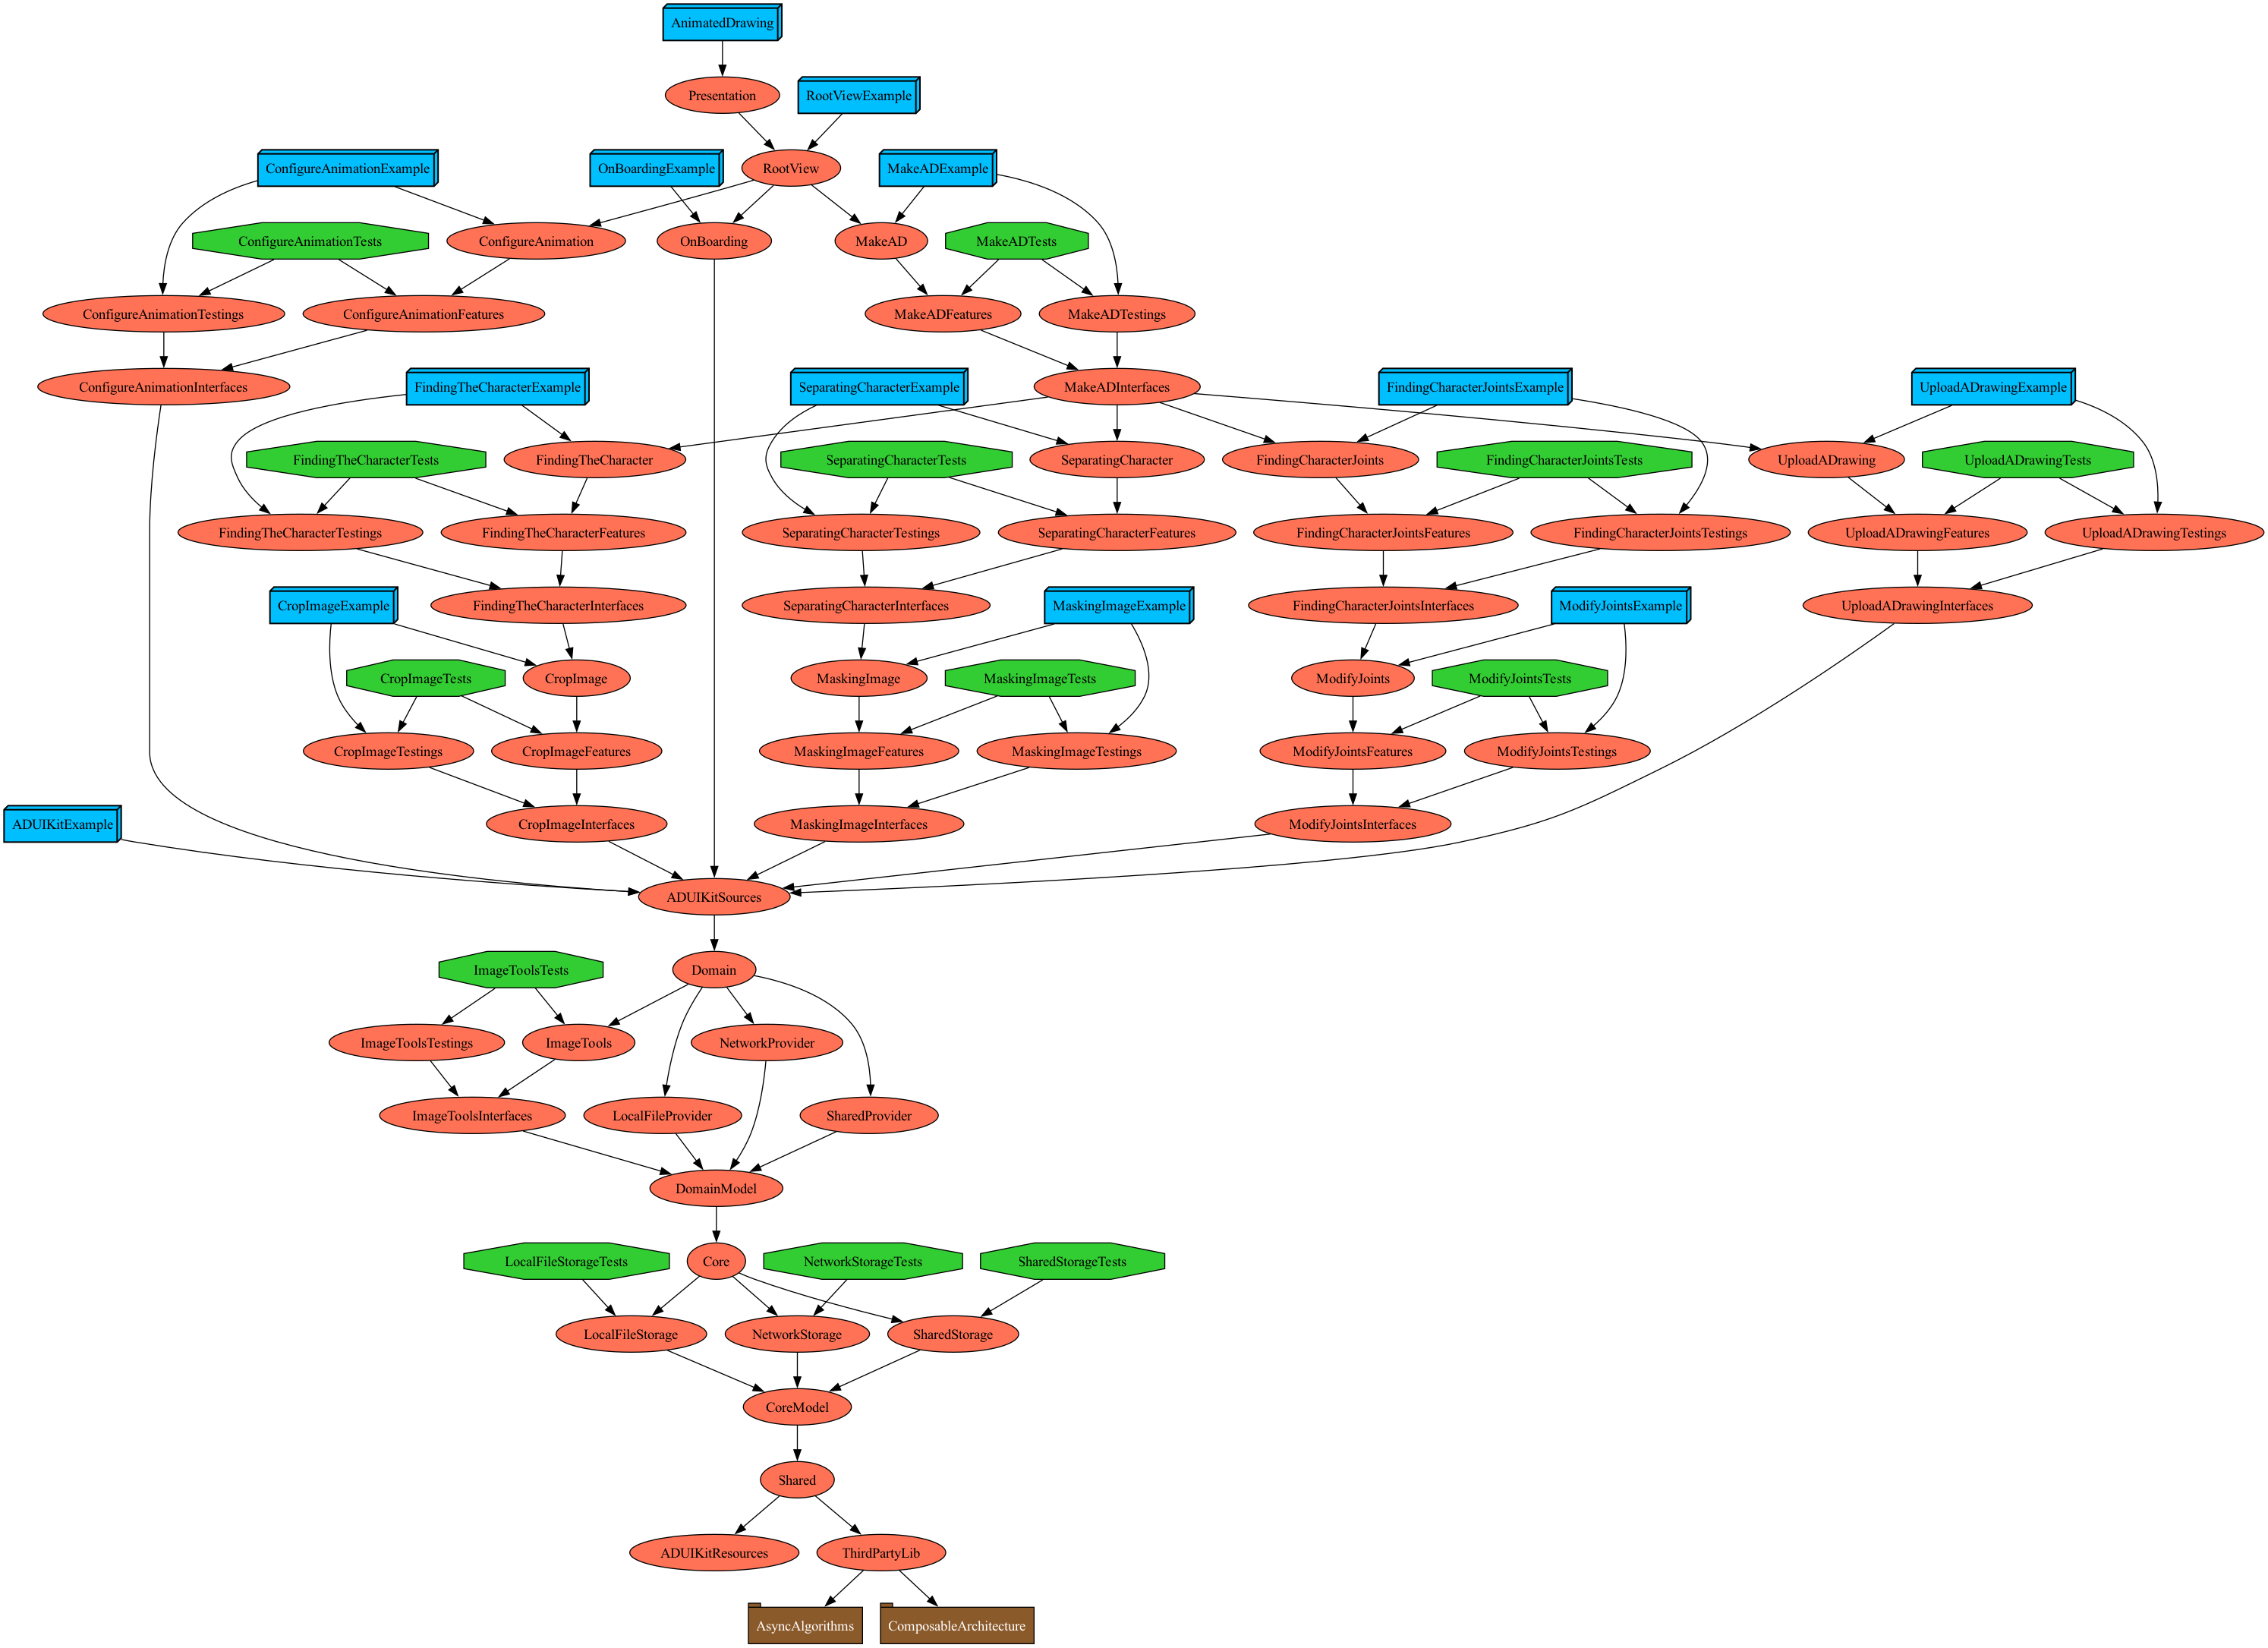 AnimatedDrawing
Presentation
RootViewExample
ConfigureAnimationExample
OnBoardingExample
RootView
MakeADExample
ConfigureAnimationTests
ConfigureAnimation
OnBoarding
MakeAD
MakeADTests
ConfigureAnimationTestings
ConfigureAnimationFeatures
MakeADFeatures
MakeADTestings
ConfigureAnimationInterfaces
FindingTheCharacterExample
SeparatingCharacterExample
MakeADInterfaces
FindingCharacterJointsExample
UploadADrawingExample
FindingTheCharacterTests
FindingTheCharacter
SeparatingCharacterTests
SeparatingCharacter
FindingCharacterJoints
FindingCharacterJointsTests
UploadADrawing
UploadADrawingTests
FindingTheCharacterTestings
FindingTheCharacterFeatures
SeparatingCharacterTestings
SeparatingCharacterFeatures
FindingCharacterJointsFeatures
FindingCharacterJointsTestings
UploadADrawingFeatures
UploadADrawingTestings
CropImageExample
FindingTheCharacterInterfaces
SeparatingCharacterInterfaces
MaskingImageExample
FindingCharacterJointsInterfaces
ModifyJointsExample
UploadADrawingInterfaces
CropImageTests
CropImage
MaskingImage
MaskingImageTests
ModifyJoints
ModifyJointsTests
CropImageTestings
CropImageFeatures
MaskingImageFeatures
MaskingImageTestings
ModifyJointsFeatures
ModifyJointsTestings
ADUIKitExample
CropImageInterfaces
MaskingImageInterfaces
ModifyJointsInterfaces
ADUIKitSources
ImageToolsTests
Domain
ImageToolsTestings
ImageTools
NetworkProvider
ImageToolsInterfaces
LocalFileProvider
SharedProvider
DomainModel
LocalFileStorageTests
Core
NetworkStorageTests
SharedStorageTests
LocalFileStorage
NetworkStorage
SharedStorage
CoreModel
Shared
ADUIKitResources
ThirdPartyLib
AsyncAlgorithms
ComposableArchitecture